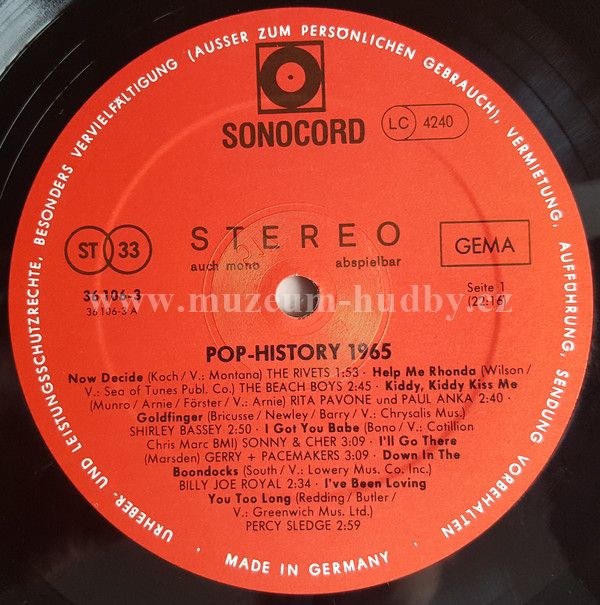 URHEBER- UND LEISTUNGSSCHUTZRECHTE, BESONDERS VERVIELFÄLTIGUNG (AUSSER ZUM PERSÖNLICHEN GEBRAUCH), VERMIETUNG, AUFFÜHRUNG, SENDUNG VORBEHALTEN
SONOCORD
LC 4240
ST 33
STEREO
GEMA
auch mono abspielbar
36 106-3
36 106-3 A
Seite 1
(22:16)
www.muzeum-hudby.cz
POP-HISTORY 1965
Now Decide (Koch / V.: Montana) THE RIVETS 1:53 · Help Me Rhonda (Wilson /
V.: Sea of Tunes Publ. Co.) THE BEACH BOYS 2:45 · Kiddy, Kiddy Kiss Me
(Munro / Arnie / Förster / V.: Arnie) RITA PAVONE und PAUL ANKA 2:40 ·
Goldfinger (Bricusse / Newley / Barry / V.: Chrysalis Mus.)
SHIRLEY BASSEY 2:50 · I Got You Babe (Bono / V.: Cotillion
Chris Marc BMI) SONNY & CHER 3:09 · I'll Go There
(Marsden) GERRY + PACEMAKERS 3:09 · Down In The
Boondocks (South / V.: Lowery Mus. Co. Inc.)
BILLY JOE ROYAL 2:34 · I've Been Loving
You Too Long (Redding / Butler /
V.: Greenwich Mus. Ltd.)
PERCY SLEDGE 2:59
· MADE IN GERMANY ·